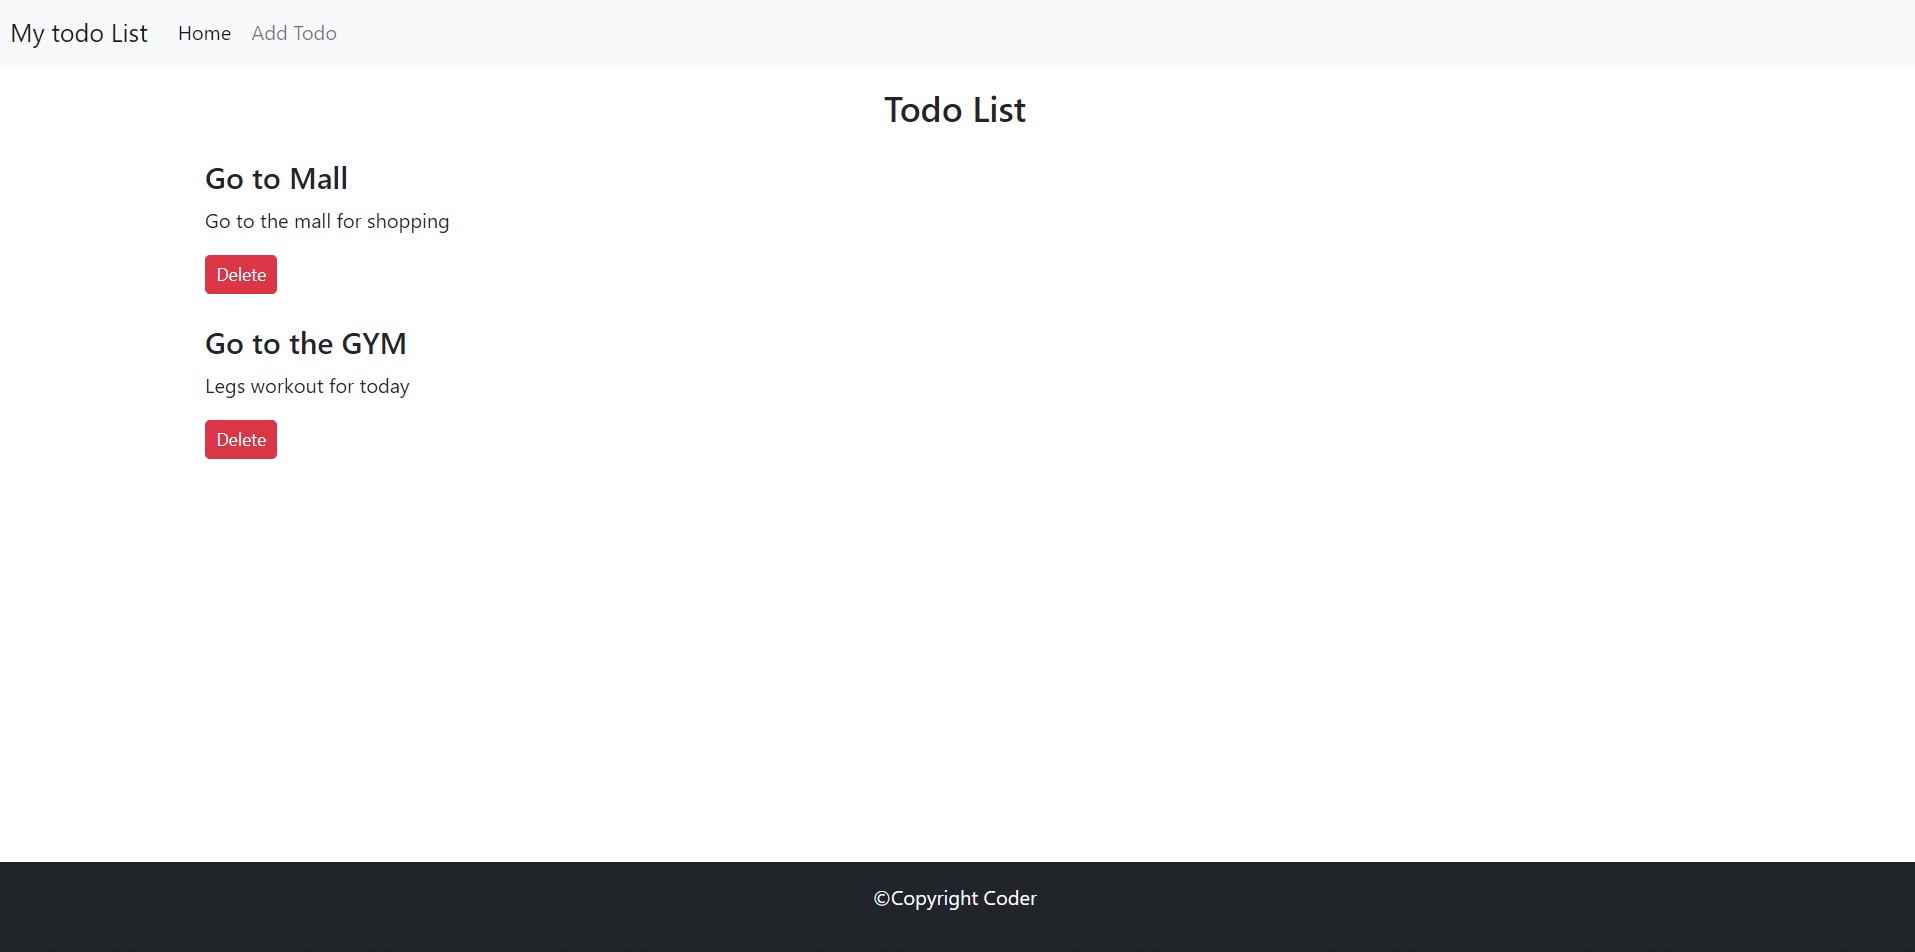 My todo List Home Add Todo
Todo List
Go to Mall
Go to the mall for shopping
Delete
Go to the GYM
Legs workout for today
Delete
©Copyright Coder